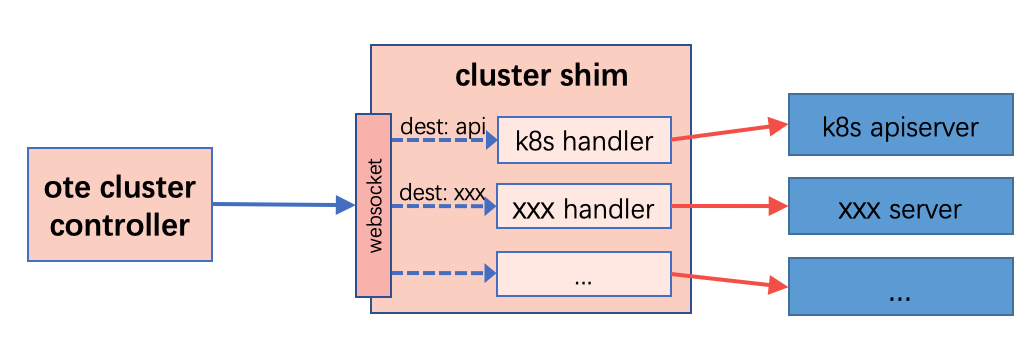 cluster shim
ote cluster
controller
websocket
dest: api
k8s handler
k8s apiserver
dest: xxx
xxx handler
xxx server
...
...